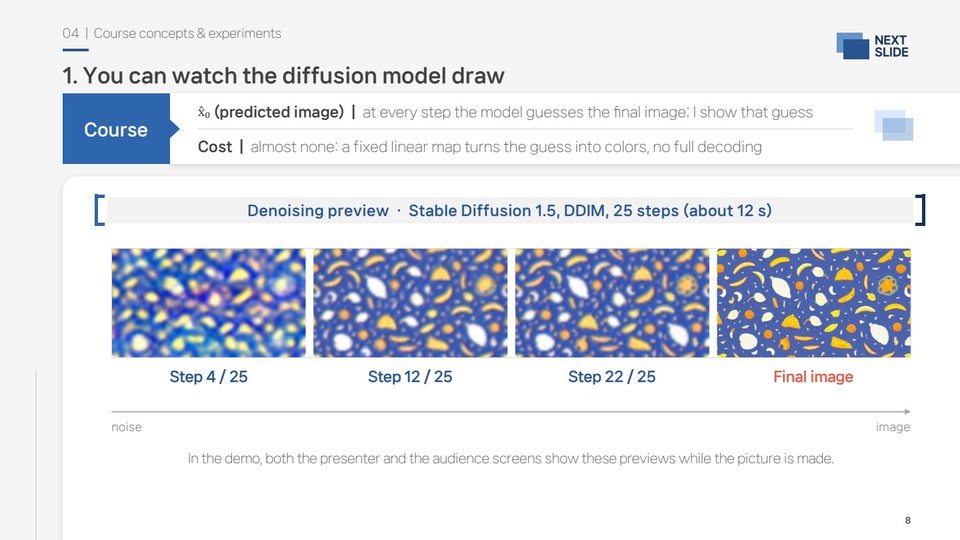 04 | Course concepts & experiments
NEXT
SLIDE
1. You can watch the diffusion model draw
Course
x̂₀ (predicted image) | at every step the model guesses the final image; I show that guess
Cost | almost none: a fixed linear map turns the guess into colors, no full decoding
Denoising preview · Stable Diffusion 1.5, DDIM, 25 steps (about 12 s)
Step 4 / 25
Step 12 / 25
Step 22 / 25
Final image
noise
image
In the demo, both the presenter and the audience screens show these previews while the picture is made.
8